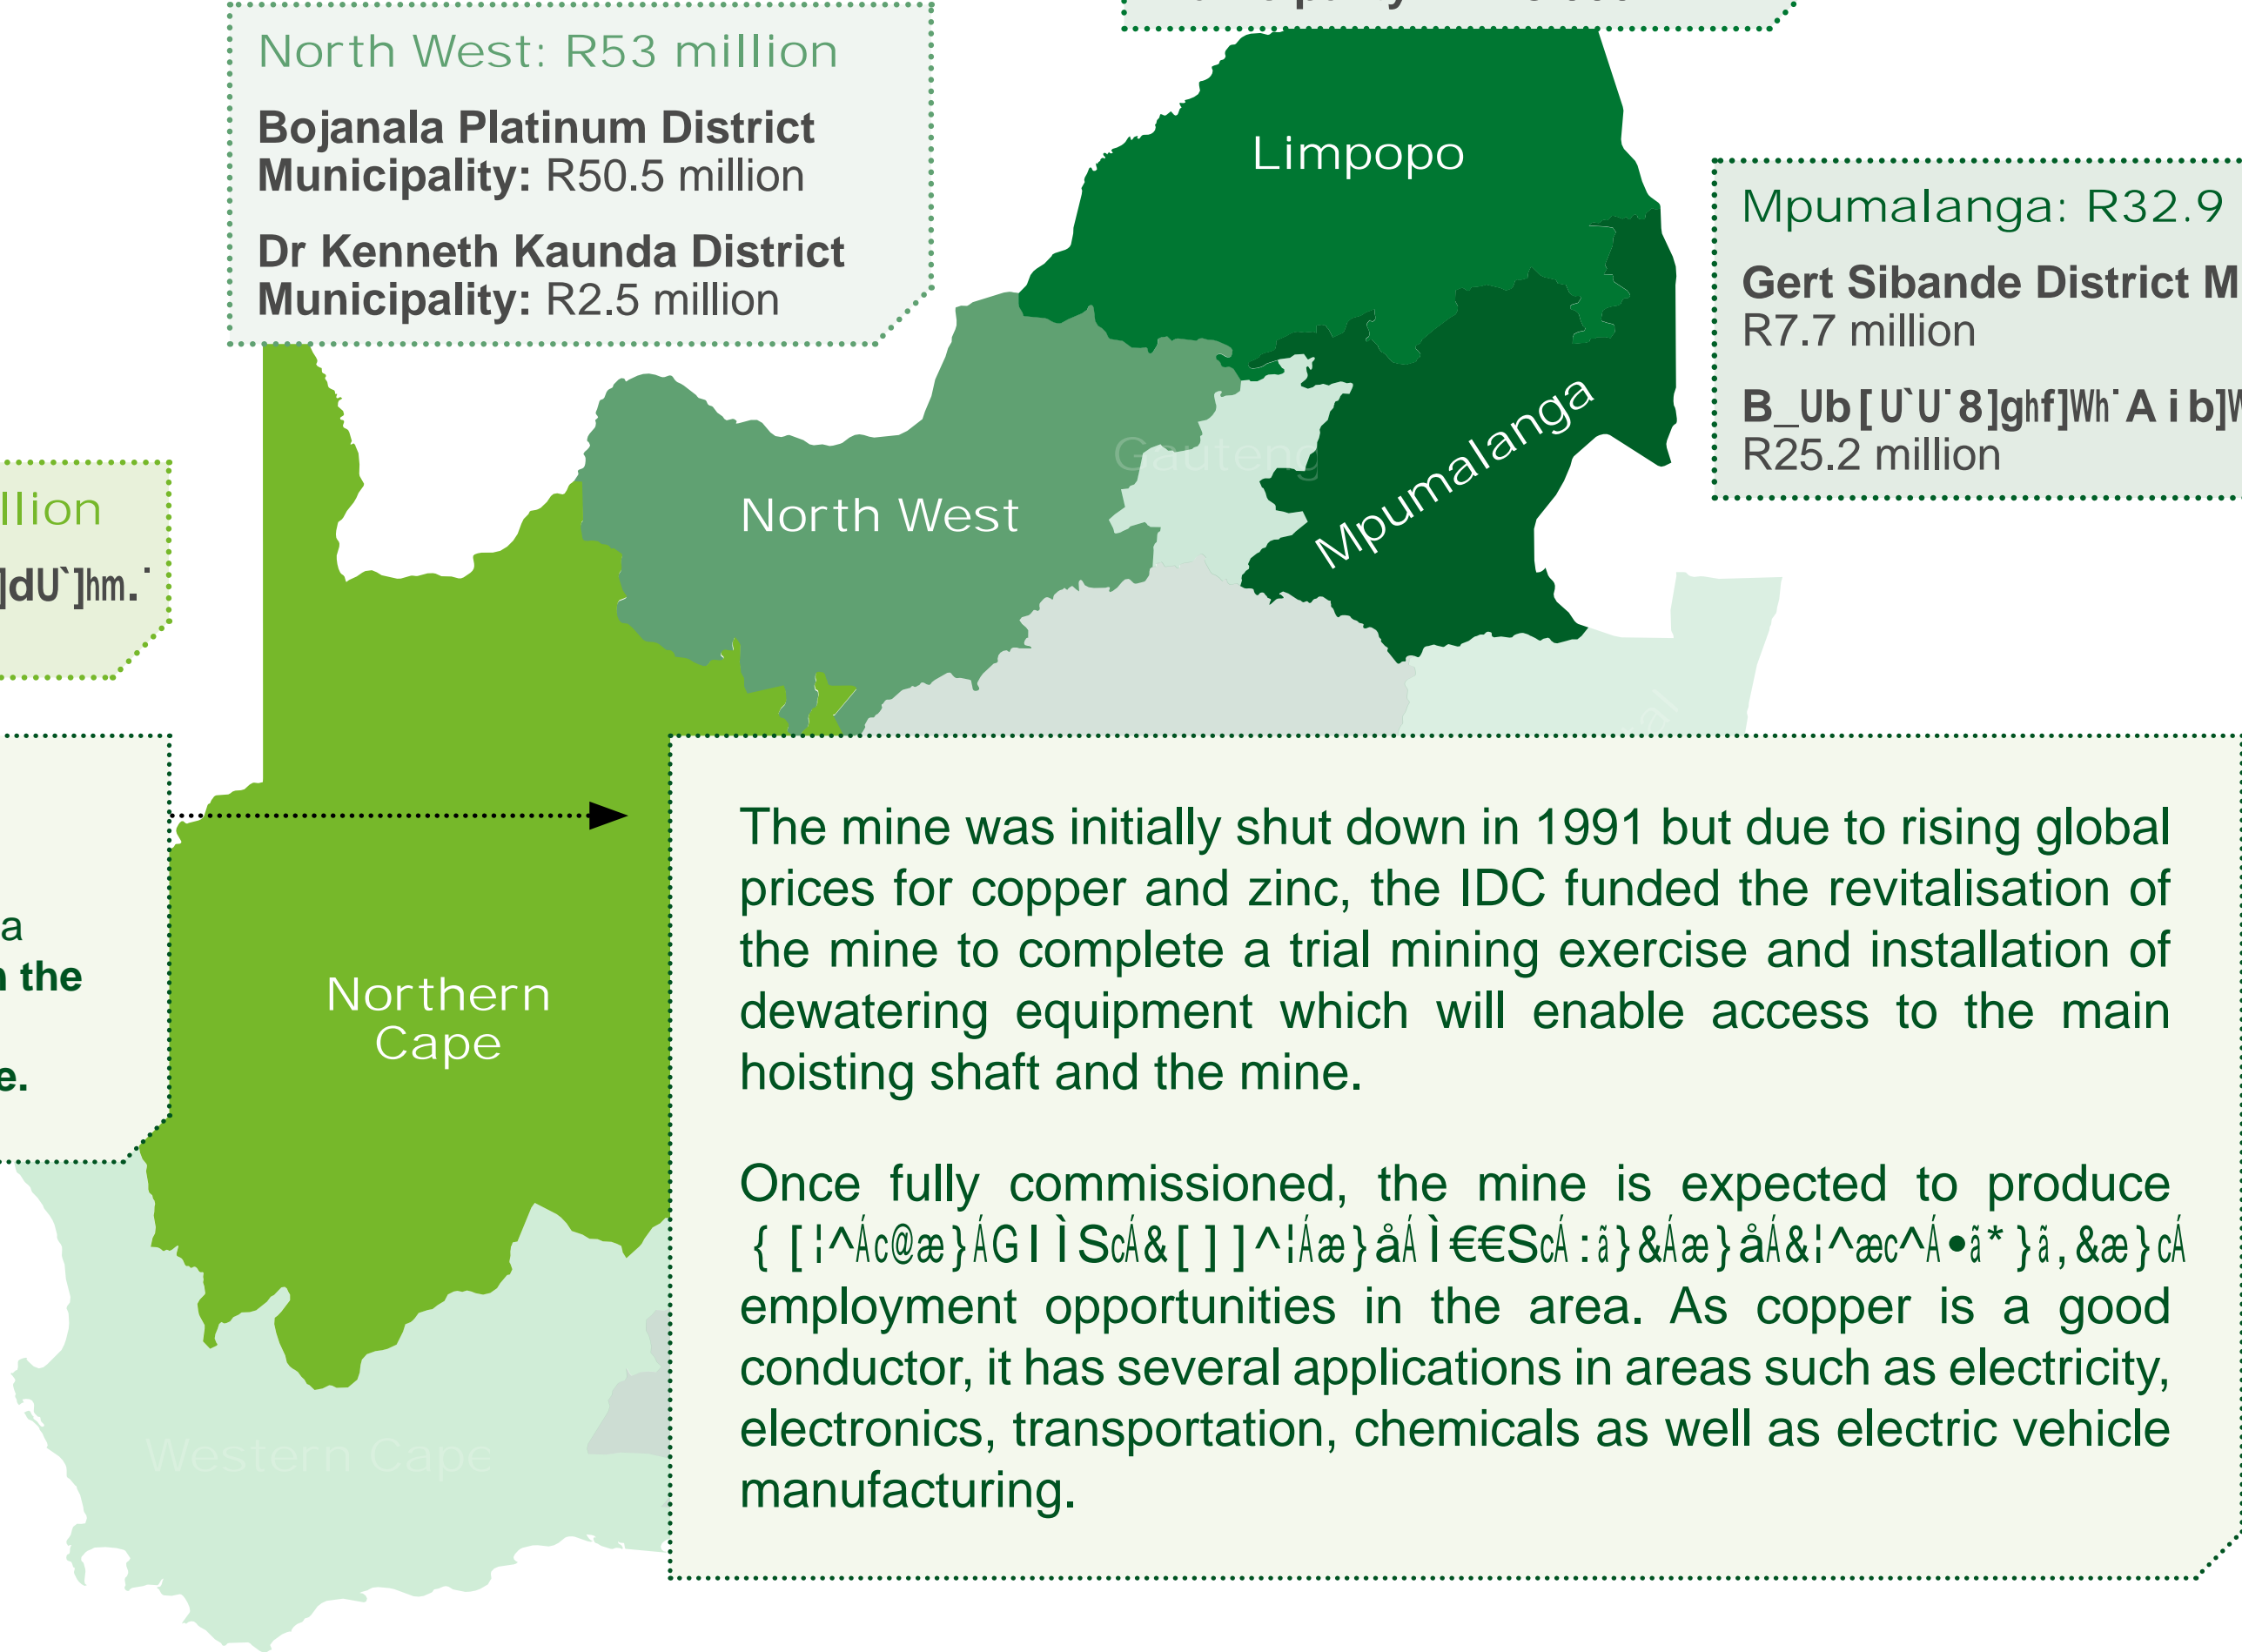 North West: R53 million
Bojanala Platinum District
Municipality: R50.5 million
Dr Kenneth Kaunda District
Municipality: R2.5 million
Limpopo
Mpumalanga: R32.9
Gert Sibande District M
R7.7 million
R25.2 million
Gauteng
Mpumalanga
North West
llion
a
the
e.
Northern
Cape
Western Cape
The mine was initially shut down in 1991 but due to rising global
prices for copper and zinc, the IDC funded the revitalisation of
the mine to complete a trial mining exercise and installation of
dewatering equipment which will enable access to the main
hoisting shaft and the mine.
Once fully commissioned, the mine is expected to produce
employment opportunities in the area. As copper is a good
conductor, it has several applications in areas such as electricity,
electronics, transportation, chemicals as well as electric vehicle
manufacturing.